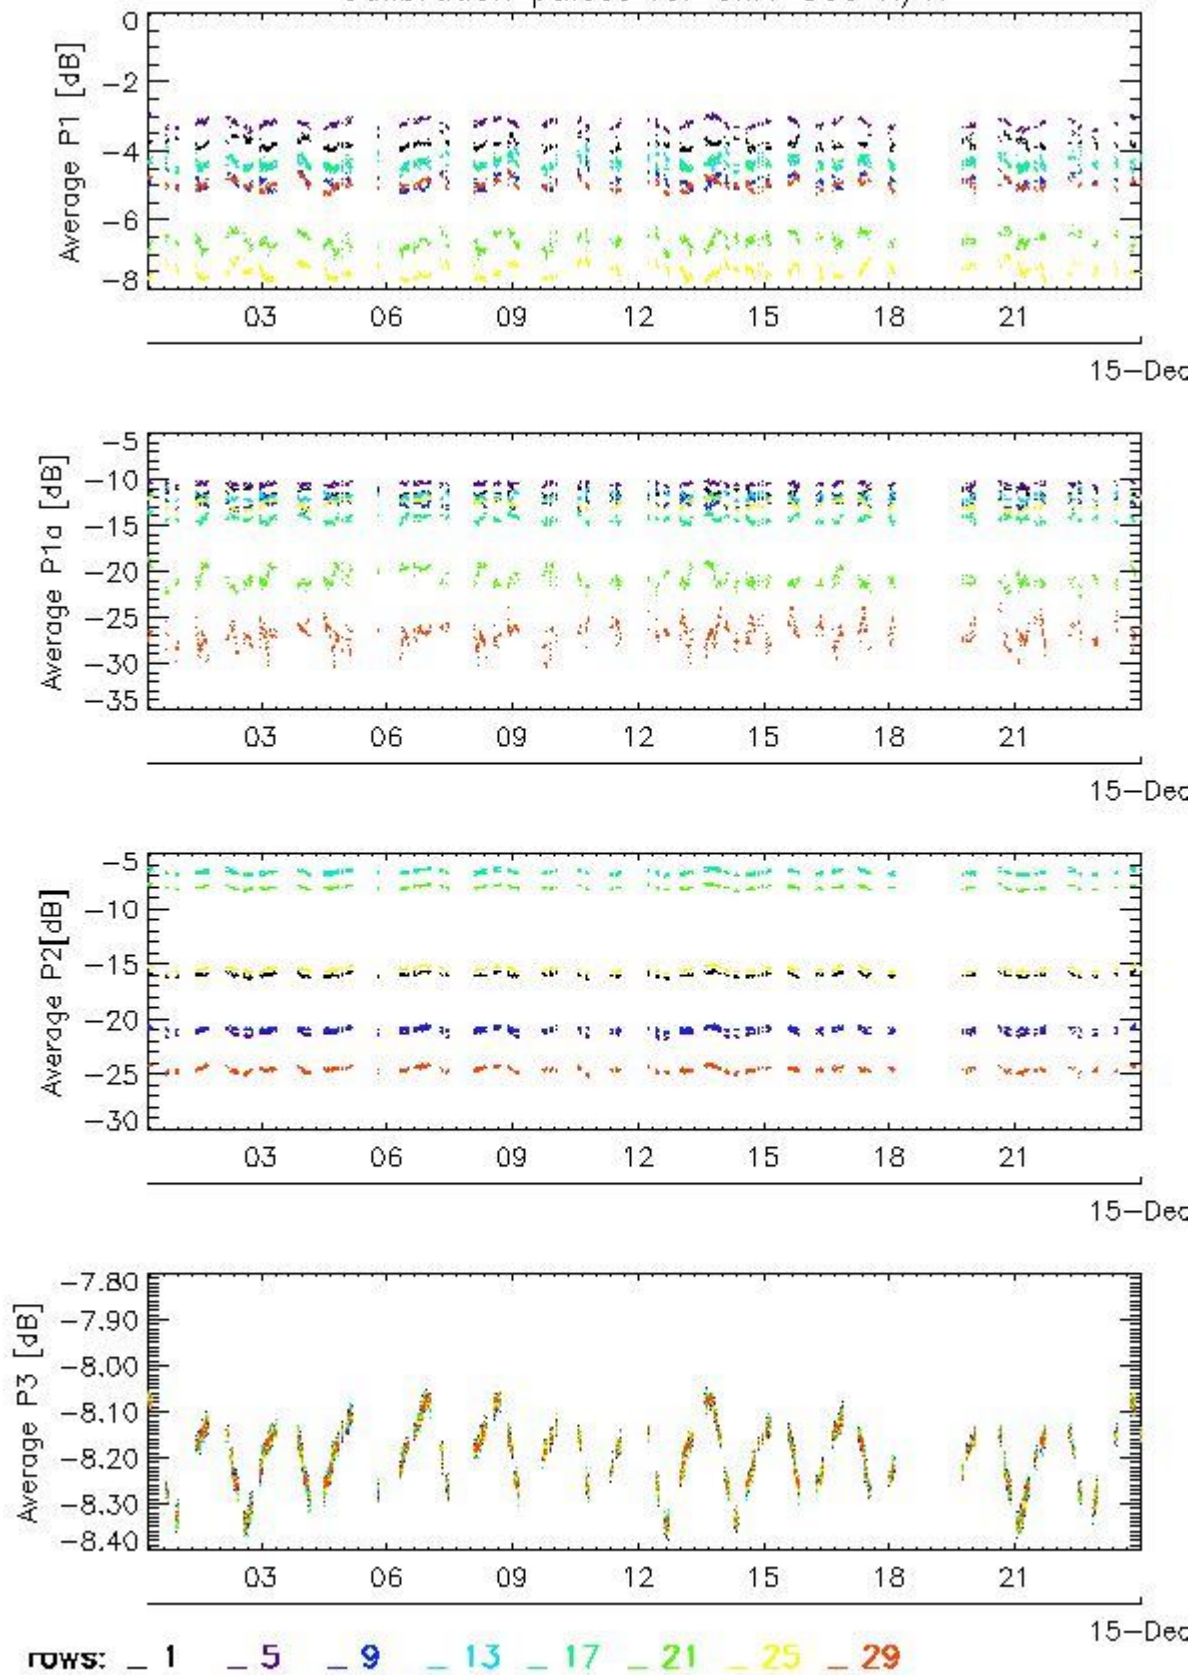 0
−2
−4
−6
−8
Average P1 [dB]
03 06 09 12 15 18 21
15−Dec
−5
−10
−15
−20
−25
−30
−35
Average P1a [dB]
03 06 09 12 15 18 21
15−Dec
−5
−10
−15
−20
−25
−30
Average P2[dB]
03 06 09 12 15 18 21
15−Dec
−7.80
−7.90
−8.00
−8.10
−8.20
−8.30
−8.40
Average P3 [dB]
03 06 09 12 15 18 21
15−Dec
rows: _ 1 _ 5 _ 9 _ 13 _ 17 _ 21 _ 25 _ 29